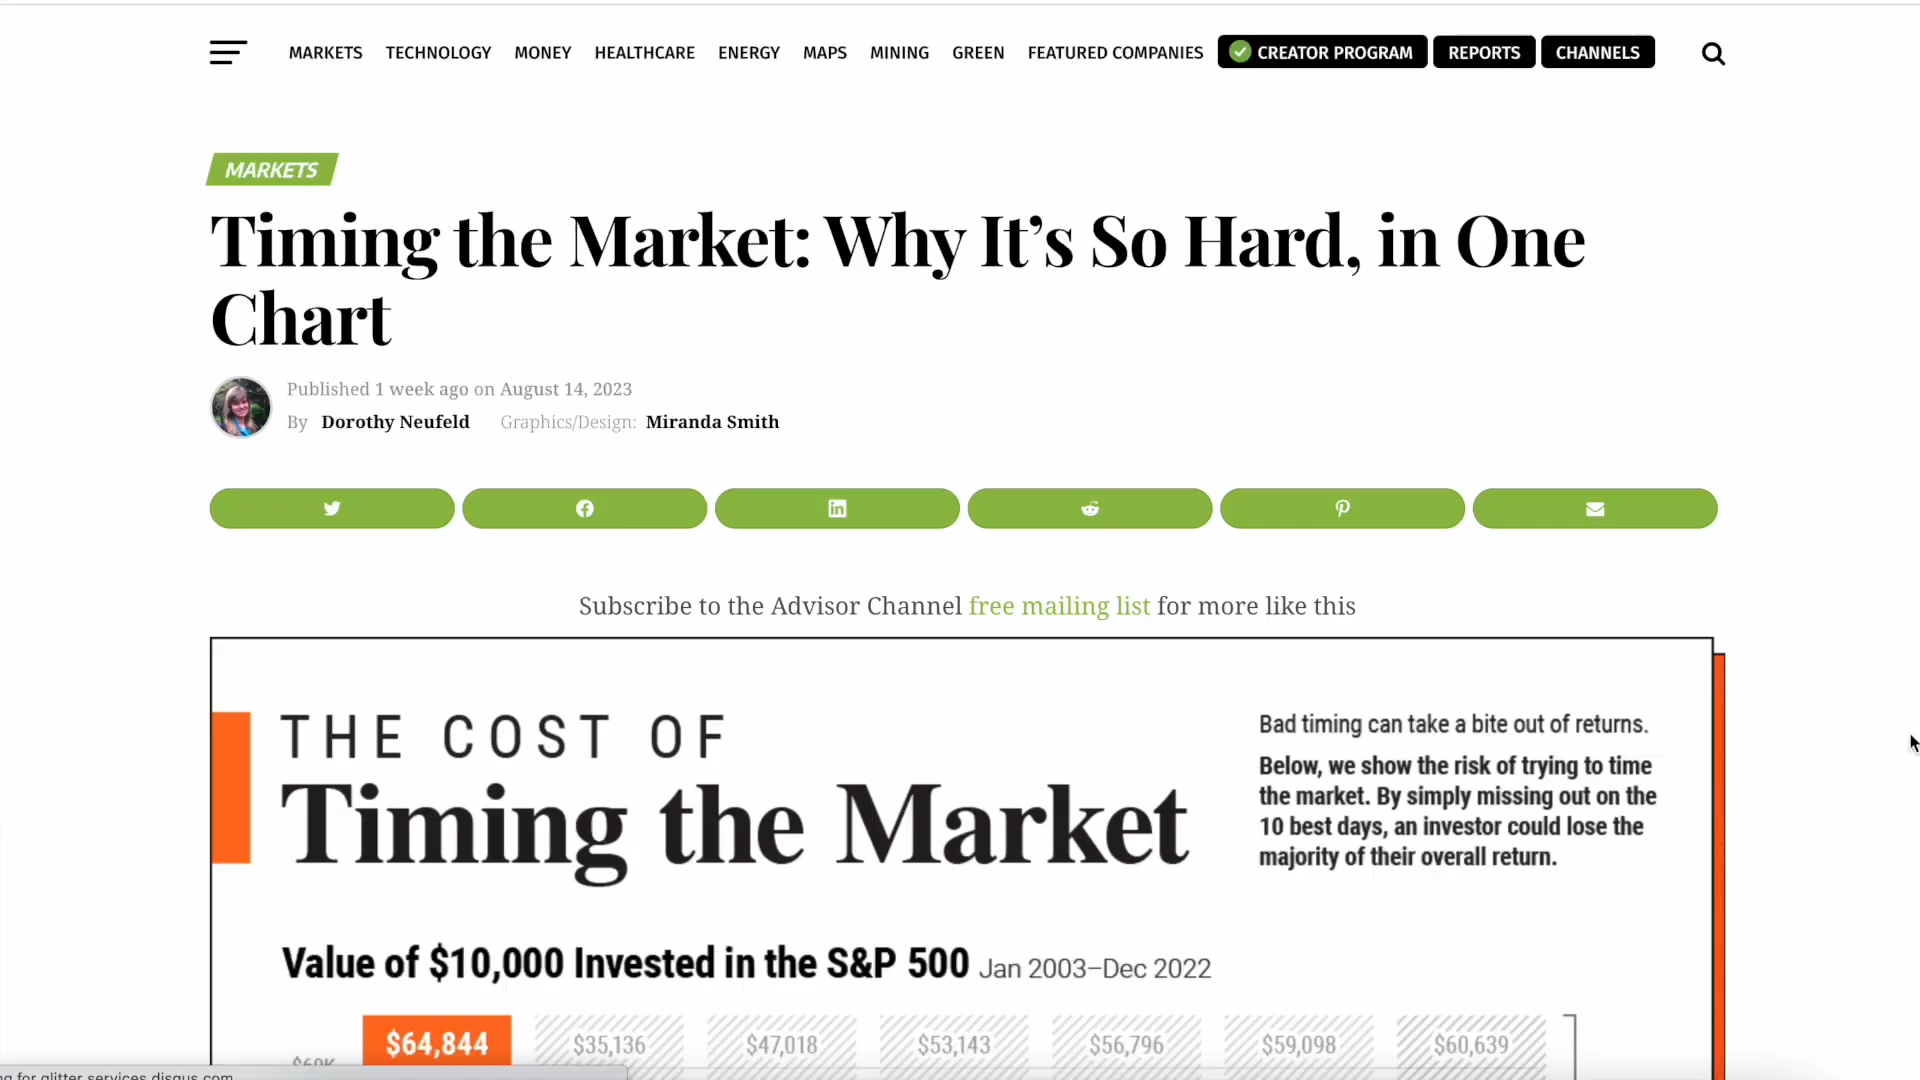 MARKETS TECHNOLOGY MONEY HEALTHCARE ENERGY MAPS MINING GREEN FEATURED COMPANIES CREATOR PROGRAM REPORTS CHANNELS
MARKETS
Timing the Market: Why It’s So Hard, in One
Chart
Published 1 week ago on August 14, 2023
By Dorothy Neufeld Graphics/Design: Miranda Smith
Subscribe to the Advisor Channel free mailing list for more like this
THE COST OF
Timing the Market
Bad timing can take a bite out of returns.
Below, we show the risk of trying to time
the market. By simply missing out on the
10 best days, an investor could lose the
majority of their overall return.
Value of $10,000 Invested in the S&P 500 Jan 2003–Dec 2022
$64,844 $35,136 $47,018 $53,143 $56,796 $59,098 $60,639
$60K
for glitter.services.disqus.com